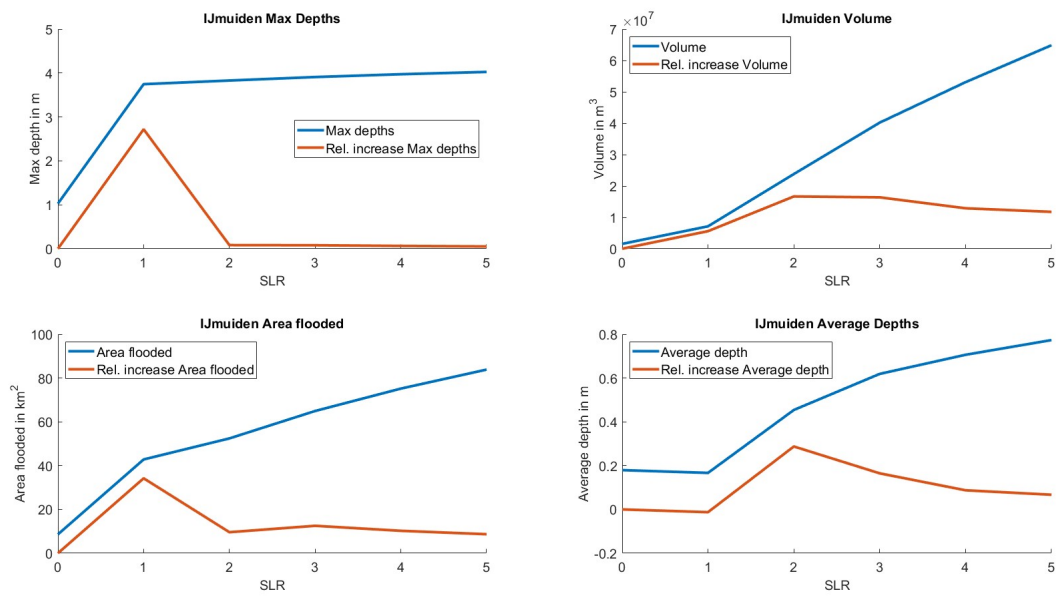 IJmuiden Max Depths
5
4
3
2
1
0
Max depth in m
Max depths
Rel. increase Max depths
0 1 2 3 4 5
SLR
IJmuiden Volume
×10^7
7
6
5
4
3
2
1
0
Volume in m^3
Volume
Rel. increase Volume
0 1 2 3 4 5
SLR
IJmuiden Area flooded
100
80
60
40
20
0
Area flooded in km^2
Area flooded
Rel. increase Area flooded
0 1 2 3 4 5
SLR
IJmuiden Average Depths
0.8
0.6
0.4
0.2
0
-0.2
Average depth in m
Average depth
Rel. increase Average depth
0 1 2 3 4 5
SLR